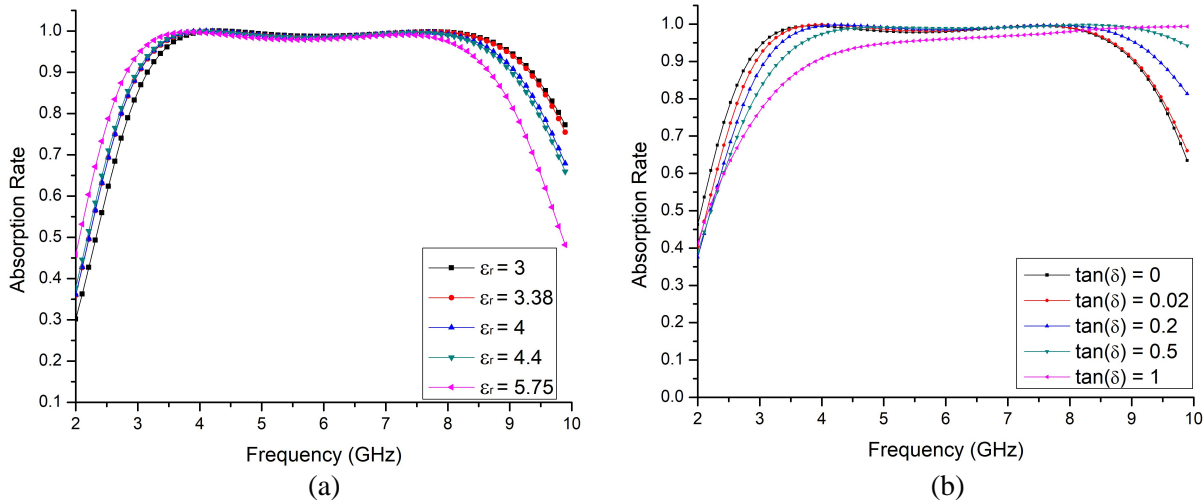 Absorption Rate
1.0
0.9
0.8
0.7
0.6
0.5
0.4
0.3
0.2
0.1
2 3 4 5 6 7 8 9 10
Frequency (GHz)
εr = 3
εr = 3.38
εr = 4
εr = 4.4
εr = 5.75
(a)
Absorption Rate
1.0
0.9
0.8
0.7
0.6
0.5
0.4
0.3
0.2
0.1
0.0
2 3 4 5 6 7 8 9 10
Frequency (GHz)
tan(δ) = 0
tan(δ) = 0.02
tan(δ) = 0.2
tan(δ) = 0.5
tan(δ) = 1
(b)